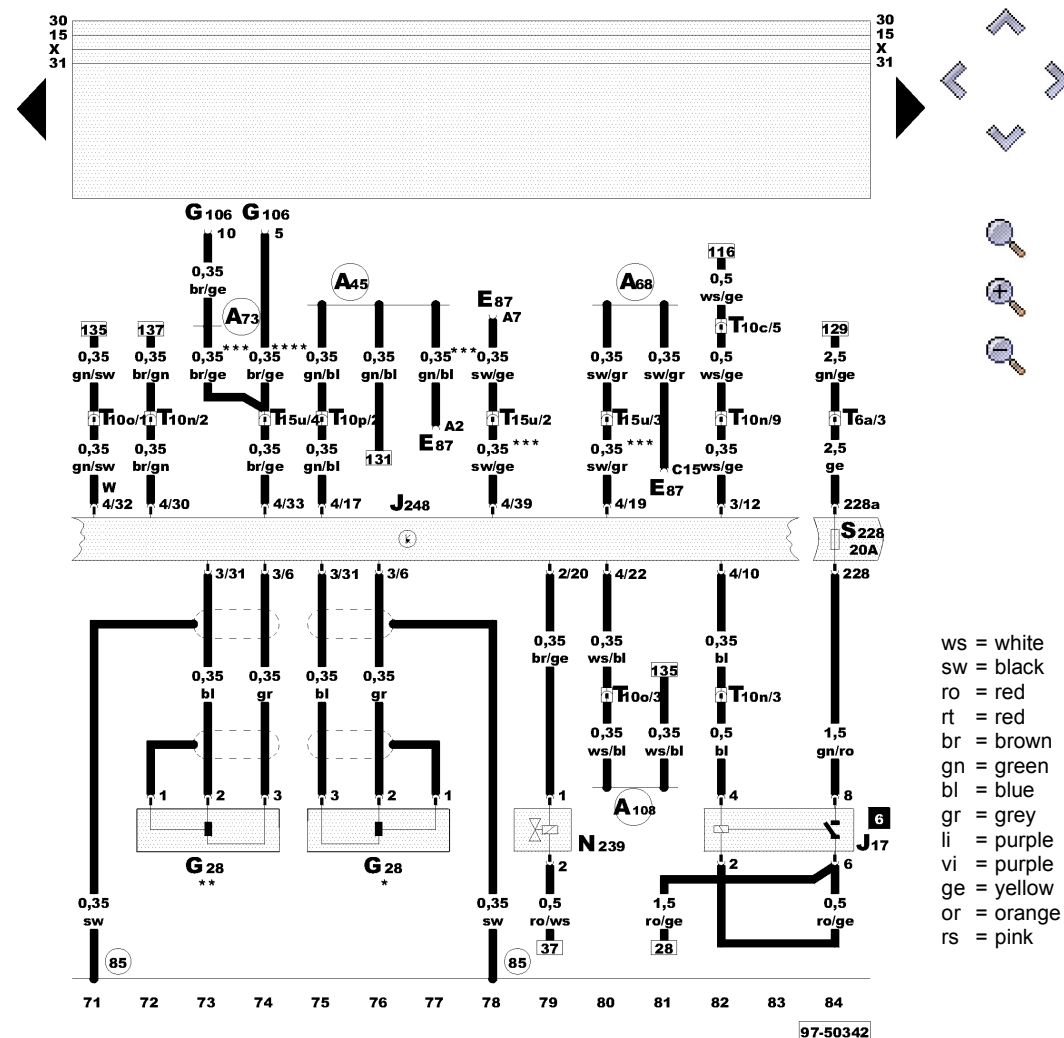 30 30
15 15
X X
31 31
G106 G106
10 5
116
0,35 A45 A68 0,5
br/ge ws/ge
E87
A73 A7 T10c/5
135 137 129
*** **** ***
0,35 0,35 0,35 0,35 0,35 0,35 0,35 0,35 0,35 0,35 0,5 2,5
gn/sw br/gn br/ge br/ge gn/bl gn/bl gn/bl sw/ge sw/gr sw/gr ws/ge gn/ge
T10o/1 T10n/2 T15u/4 T10p/2 T15u/2 T15u/3 T10n/9 T6a/3
A2
E87 *** ***
0,35 0,35 0,35 0,35 131 0,35 0,35 0,35 2,5
gn/sw br/gn br/ge gn/bl sw/ge sw/gr C15 ws/ge ge
W E87
4/32 4/30 4/33 4/17 J248 4/39 4/19 3/12 228a
S228
20A
3/31 3/6 3/31 3/6 2/20 4/22 4/10 228
0,35 0,35 0,35
br/ge ws/bl bl
0,35 0,35 0,35 0,35 135
bl gr bl gr
T10o/3 T10n/3
0,35 0,35 0,5 1,5
ws/bl ws/bl bl gn/ro
1 2 3 3 2 1 1 4 8
A108 6
G28 G28 N239 J17
** * 2 2 6
0,35 0,35 0,5 1,5 0,5
sw sw ro/ws ro/ge ro/ge
85 85 37 28
71 72 73 74 75 76 77 78 79 80 81 82 83 84
97-50342
ws = white
sw = black
ro = red
rt = red
br = brown
gn = green
bl = blue
gr = grey
li = purple
vi = purple
ge = yellow
or = orange
rs = pink